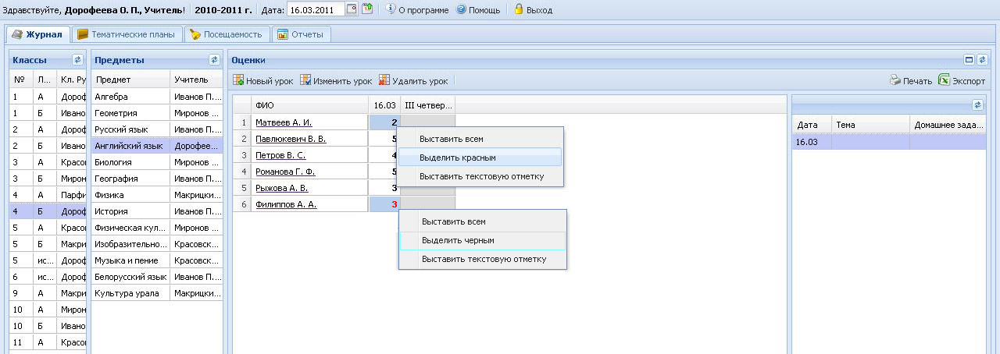 Здравствуйте, Дорофеева О. П., Учитель! 2010-2011 г. Дата: 16.03.2011 О программе Помощь Выход
Журнал Тематические планы Посещаемость Отчеты
Классы Предметы Оценки
№ Л... Кл. Ру
1 А Дороф
1 Б Ивано
2 А Дороф
2 Б Ивано
3 А Красо
3 Б Мирон
4 А Парфи
4 Б Дороф
5 А Красо
5 Б Макри
5 ис... Дороф
6 ис... Дороф
9 А Макри
10 А Мирон
10 Б Ивано
11 А Красо
Предмет Учитель
Алгебра Иванов П....
Геометрия Миронов ...
Русский язык Иванов П....
Английский язык Дорофее...
Биология Миронов ...
География Иванов П....
Физика Макрицки...
История Иванов П....
Физическая кул... Миронов ...
Изобразительно... Красовск...
Музыка и пение Красовск...
Белорусский язык Иванов П....
Культура урала Макрицки...
Новый урок Изменить урок Удалить урок Печать Экспорт
ФИО 16.03 III четвер...
1 Матвеев А. И. 2
2 Павлюкевич В. В. 5
3 Петров В. С. 4
4 Романова Г. Ф. 5
5 Рыжова А. В. 3
6 Филиппов А. А. 3
Выставить всем
Выделить красным
Выставить текстовую отметку
Выставить всем
Выделить черным
Выставить текстовую отметку
Дата Тема Домашнее зада...
16.03